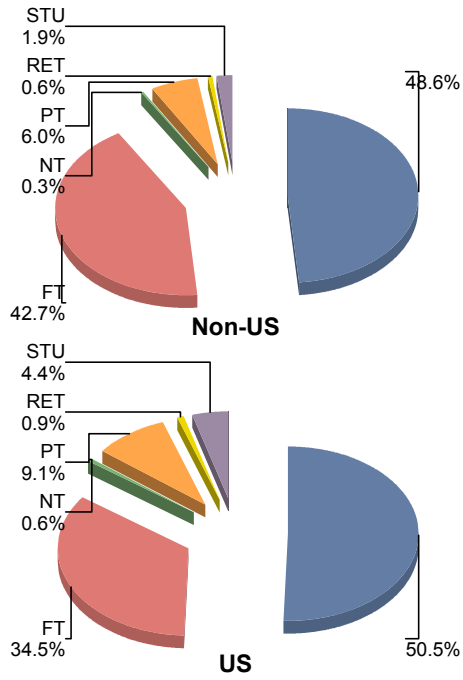 STU
1.9%
RET
0.6%
PT
6.0%
NT
0.3%
FT
42.7%
48.6%
Non-US
STU
4.4%
RET
0.9%
PT
9.1%
NT
0.6%
FT
34.5%
50.5%
US